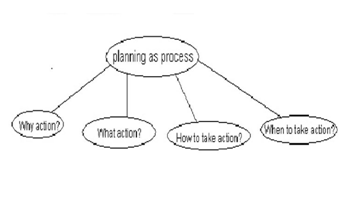 planning as process
Why action?
What action?
How to take action?
When to take action?